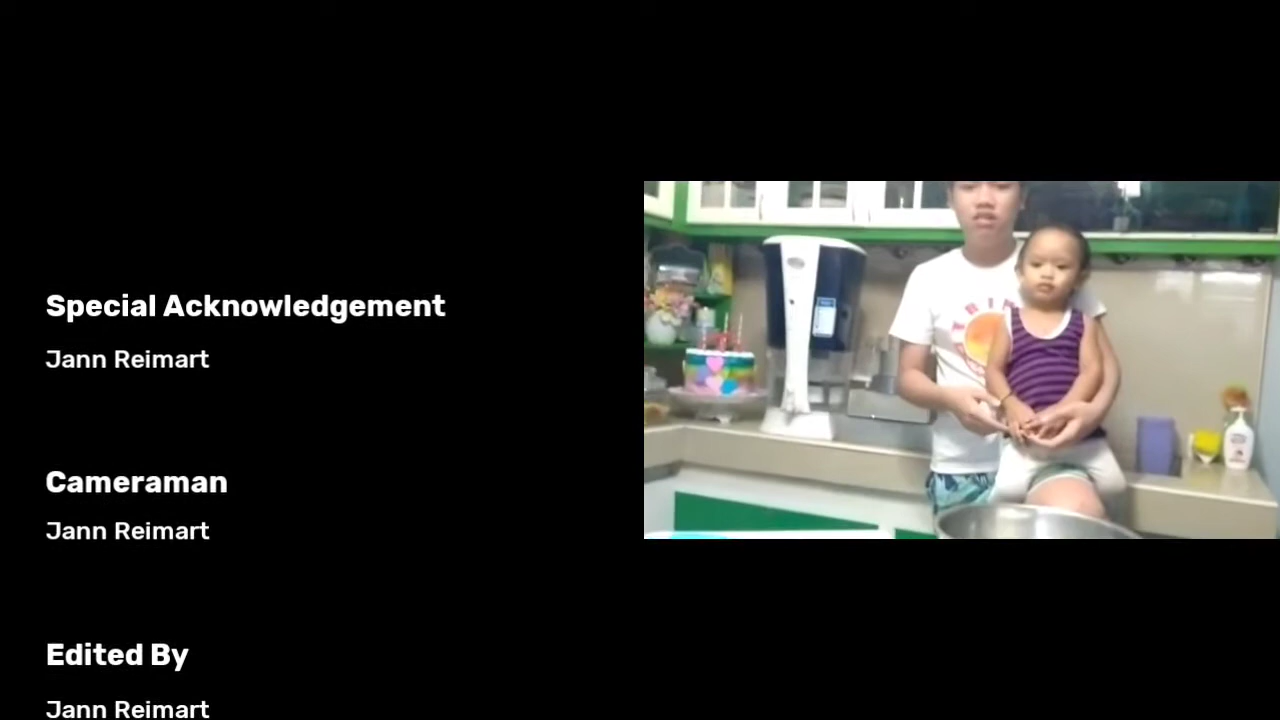 Special Acknowledgement
Jann Reimart
Cameraman
Jann Reimart
Edited By
Jann Reimart